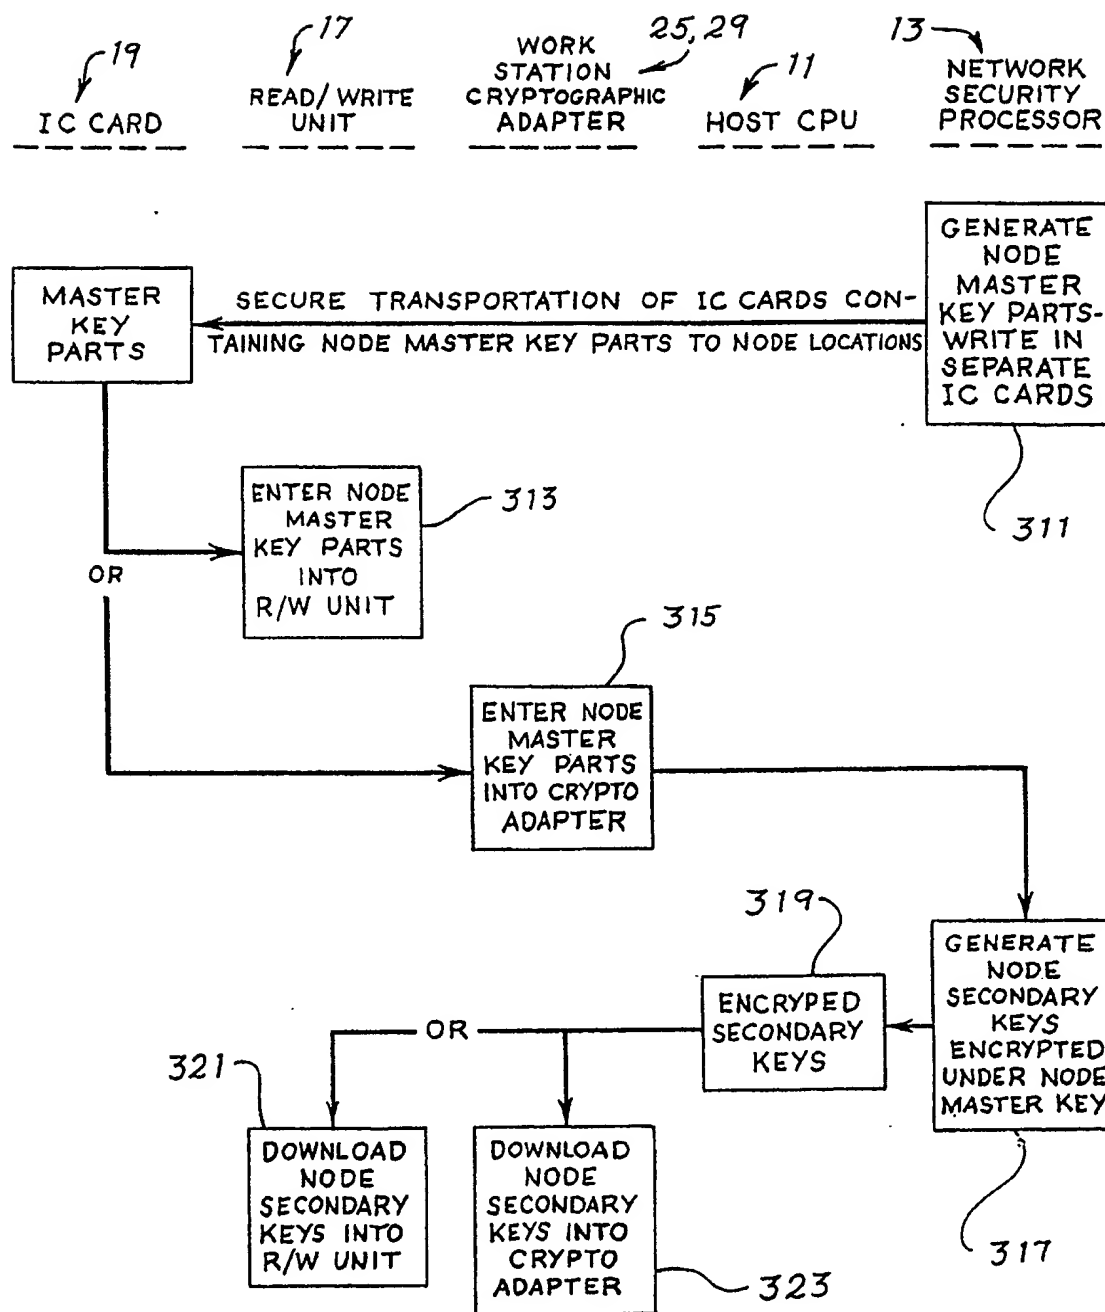 19
IC CARD
17
READ/WRITE
UNIT
25, 29
WORK
STATION
CRYPTOGRAPHIC
ADAPTER
11
HOST CPU
13
NETWORK
SECURITY
PROCESSOR
GENERATE
NODE
MASTER
KEY PARTS-
WRITE IN
SEPARATE
IC CARDS
311
SECURE TRANSPORTATION OF IC CARDS CON-
TAINING NODE MASTER KEY PARTS TO NODE LOCATIONS
MASTER
KEY
PARTS
OR
ENTER NODE
MASTER
KEY PARTS
INTO
R/W UNIT
313
315
ENTER NODE
MASTER
KEY PARTS
INTO CRYPTO
ADAPTER
GENERATE
NODE
SECONDARY
KEYS
ENCRYPTED
UNDER NODE
MASTER KEY
317
319
ENCRYPED
SECONDARY
KEYS
OR
321
DOWNLOAD
NODE
SECONDARY
KEYS INTO
R/W UNIT
DOWNLOAD
NODE
SECONDARY
KEYS INTO
CRYPTO
ADAPTER
323